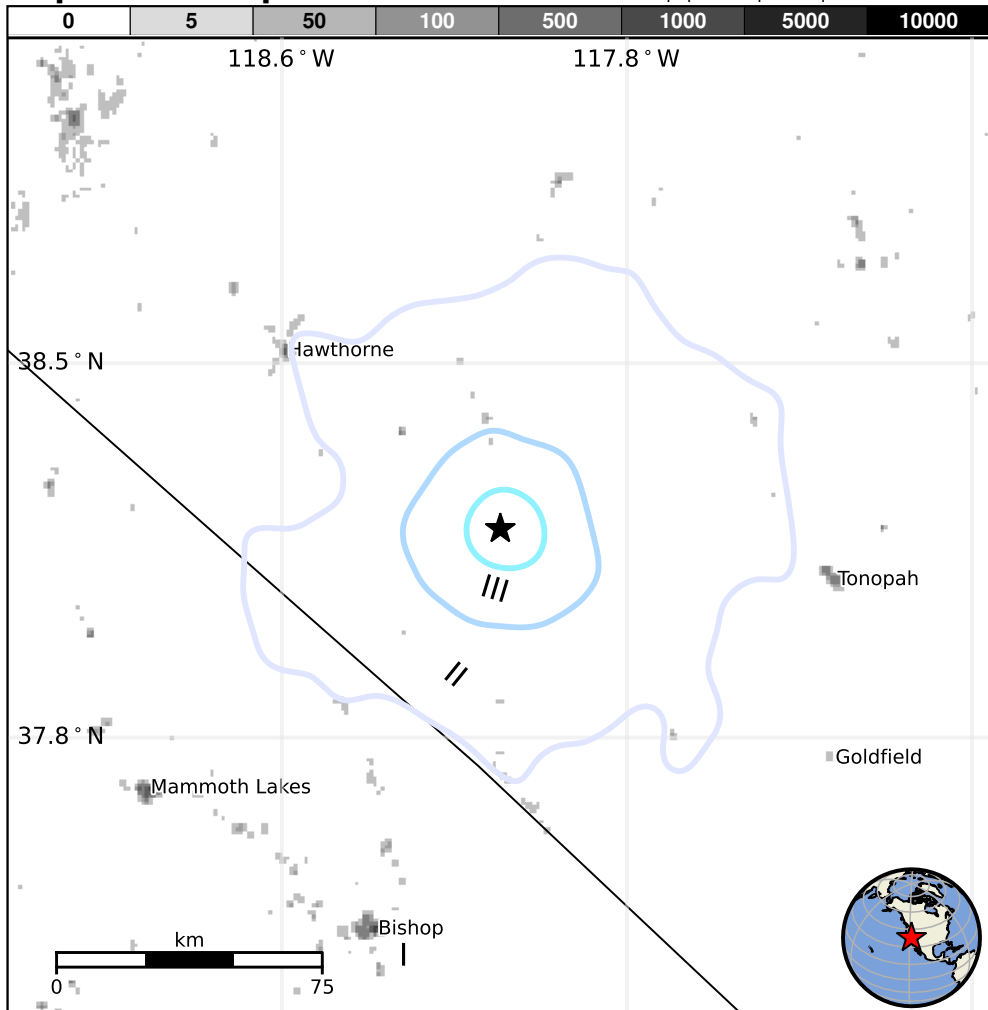 0 5 50 100 500 1000 5000 10000
118.6°W 117.8°W
Hawthorne
38.5°N
III
Tonopah
II
37.8°N
Goldfield
Mammoth Lakes
Bishop
I
km
0 75